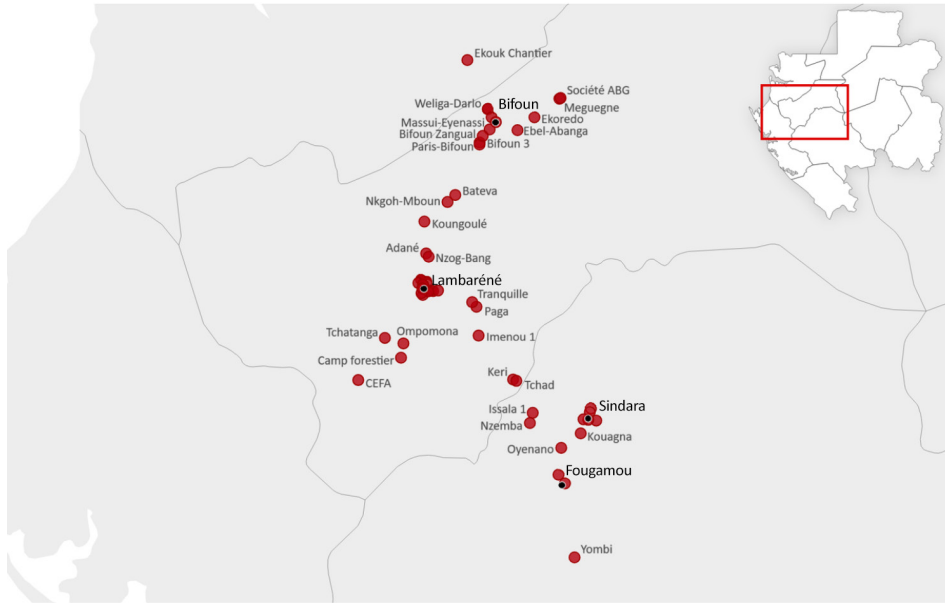 Ekouk Chantier
Société ABG
Meguegne
Weliga-Darlo
Bifoun
Ekoredo
Massui-Eyenassi
Ebel-Abanga
Bifoun Zangual
Bifoun 3
Paris-Bifoun
Bateva
Nkgoh-Mboun
Koungoulé
Adané
Nzog-Bang
Lambaréné
Tranquille
Paga
Tchatanga
Ompomona
Imenou 1
Camp forestier
CEFA
Keri
Tchad
Issala 1
Sindara
Nzemba
Kouagna
Oyenano
Fougamou
Yombi